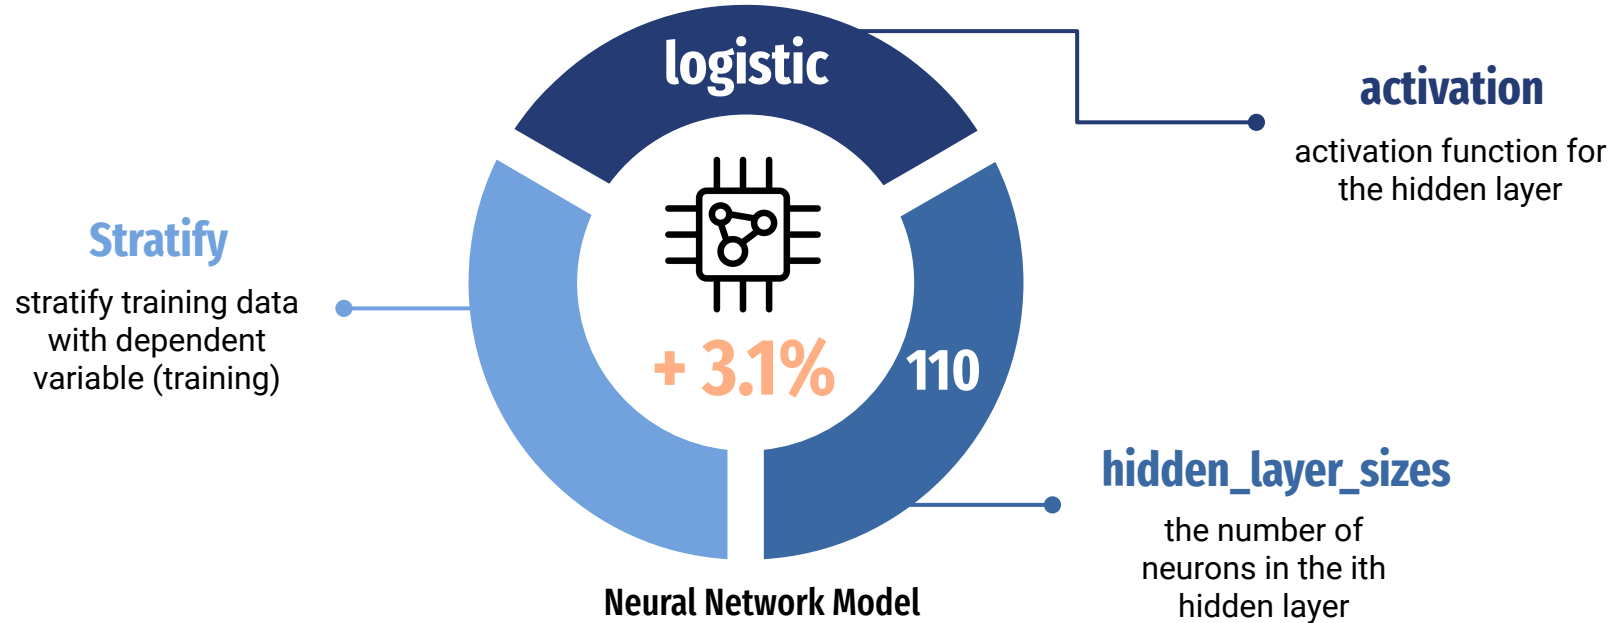 logistic
activation
activation function for
the hidden layer
Stratify
stratify training data
with dependent
variable (training)
+ 3.1%
110
hidden_layer_sizes
the number of
neurons in the ith
hidden layer
Neural Network Model